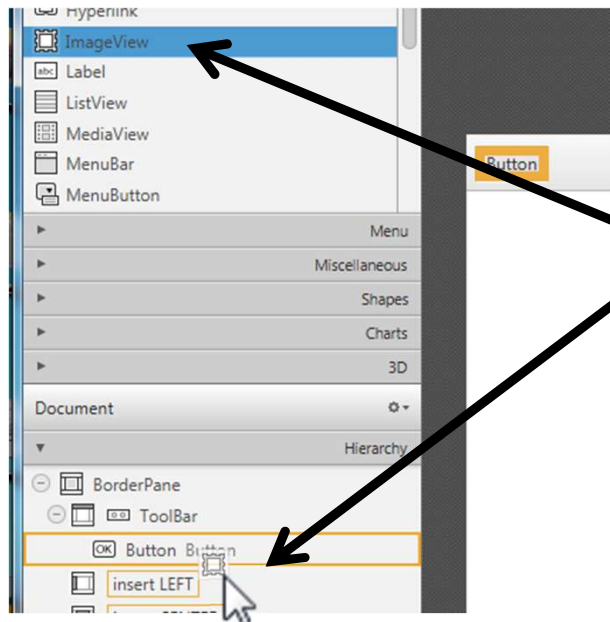 Hyperlink
ImageView
abc Label
ListView
MediaView
MenuBar
MenuButton
Menu
Miscellaneous
Shapes
Charts
3D
Document
Hierarchy
BorderPane
ToolBar
OK Button Button
insert LEFT
Button